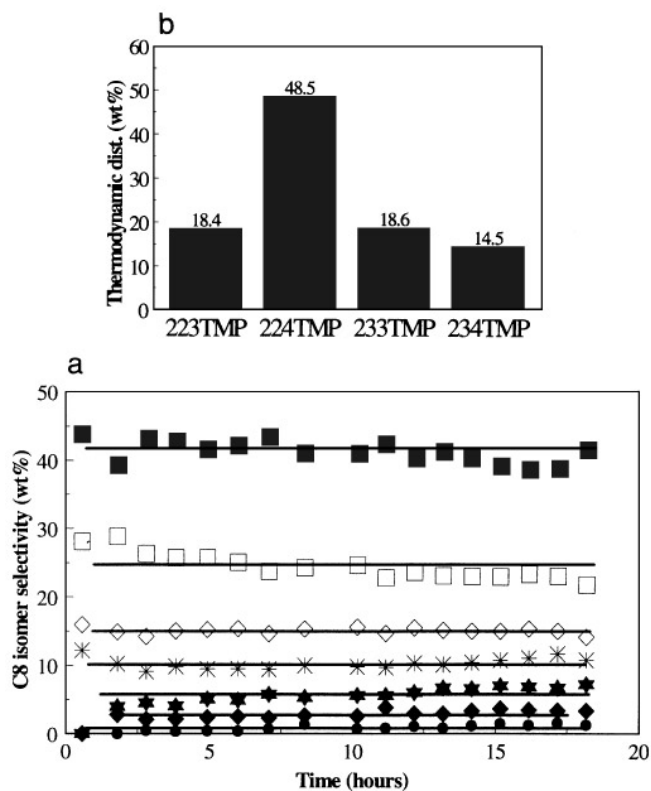 b
Thermodynamic dist. (wt%)
60
50
40
30
20
10
0
18.4
48.5
18.6
14.5
223TMP 224TMP 233TMP 234TMP
a
C8 isomer selectivity (wt%)
50
40
30
20
10
0
0 5 10 15 20
Time (hours)